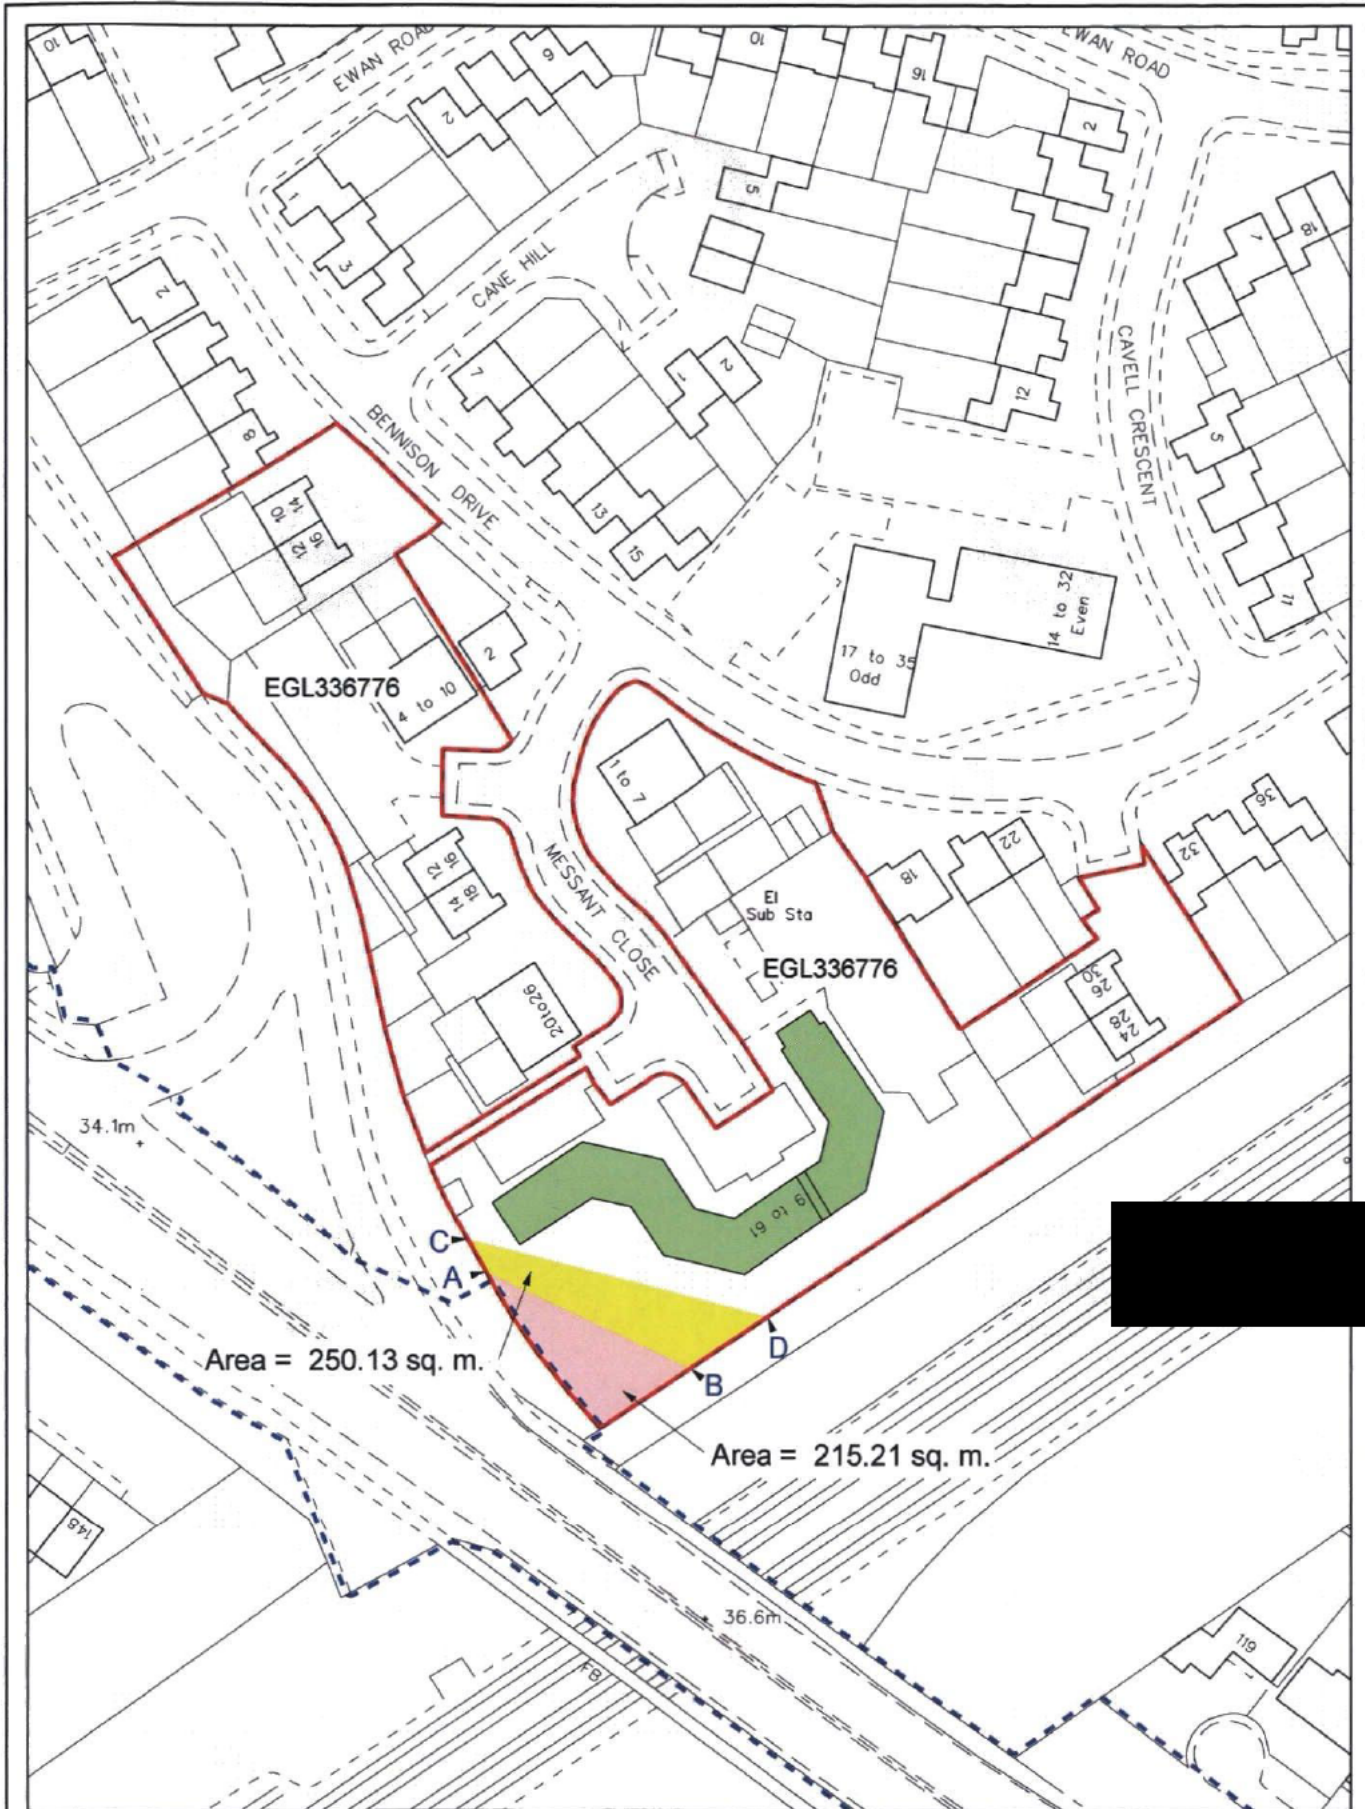 10
EWAN ROAD
2
6
10
16
EWAN ROAD
2
1
3
5
7
18
CANE HILL
2
8
7
1
2
12
CAVELL CRESCENT
5
11
BENNISON DRIVE
13
15
10 14
12 16
17 to 35
Odd
14 to 32
Even
2
EGL336776
4 to 10
1 to 7
MESSANT CLOSE
El
Sub Sta
EGL336776
12 16
14 18
18
22
32
36
20to26
26 30
24 28
34.1m
19 to 61
C
A
D
B
Area = 250.13 sq. m.
Area = 215.21 sq. m.
148
36.6m
FB
119